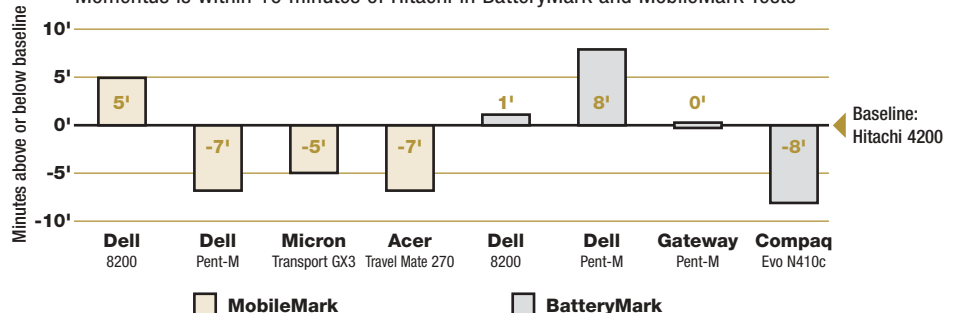 Momentus is within 10 minutes of Hitachi in BatteryMark and MobileMark Tests
Minutes above or below baseline
10'
5'
0'
-5'
-10'
5'
-7'
-5'
-7'
1'
8'
0'
-8'
Baseline:
Hitachi 4200
Dell Dell Micron Acer Dell Dell Gateway Compaq
8200 Pent-M Transport GX3 Travel Mate 270 8200 Pent-M Pent-M Evo N410c
MobileMark BatteryMark